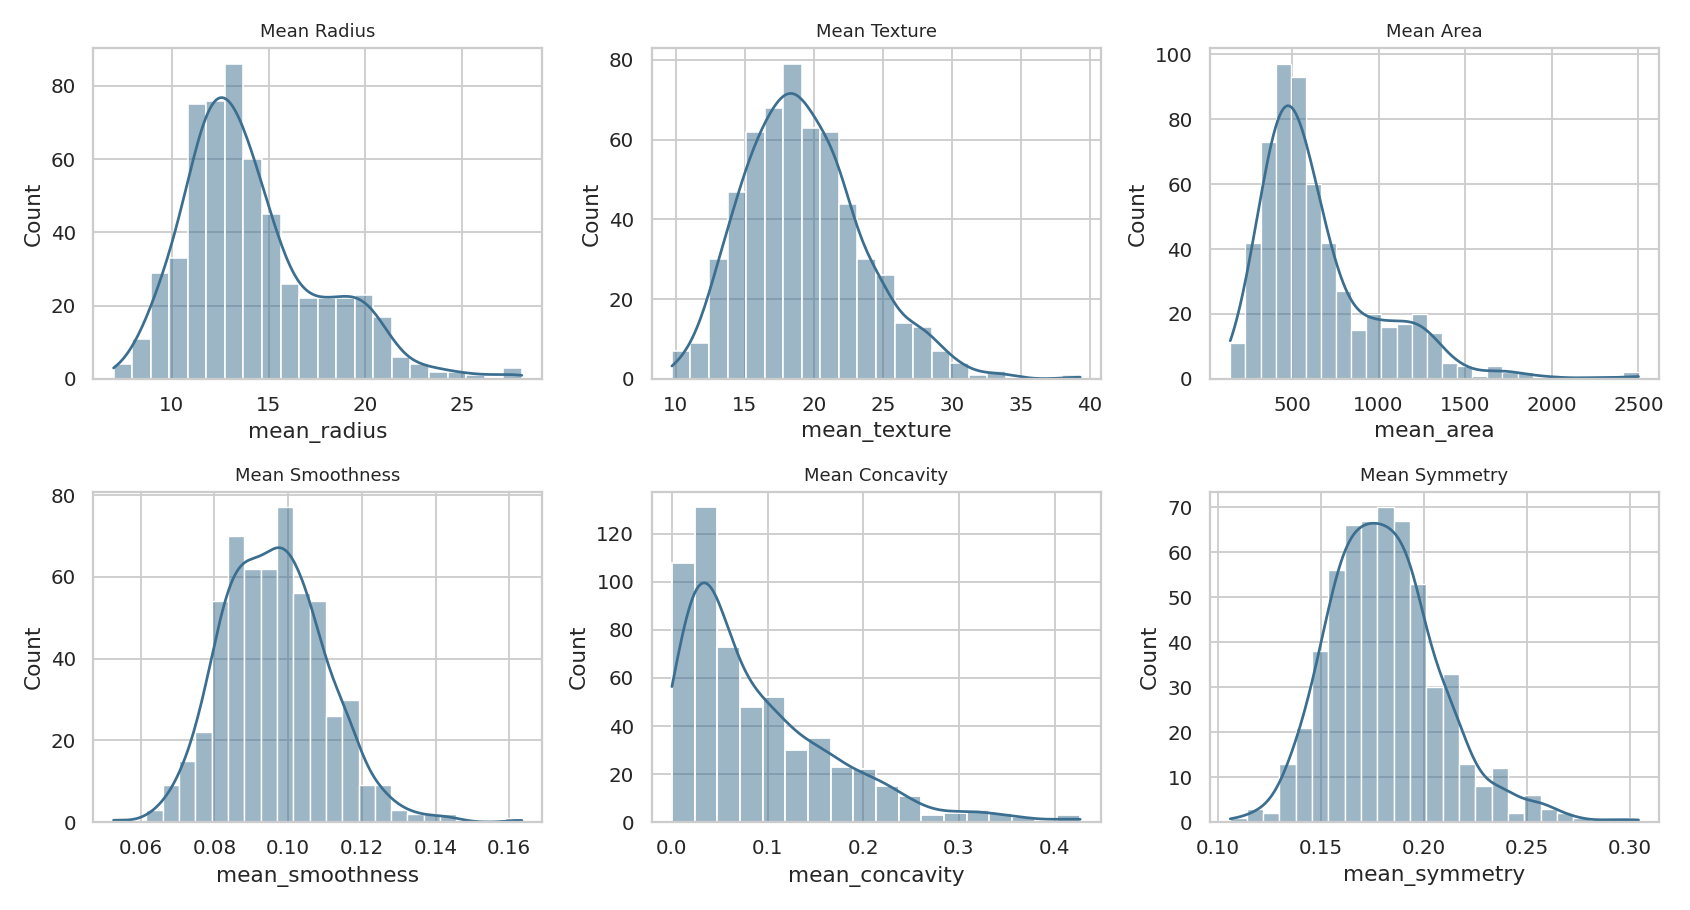 Mean Radius
80
60
40
20
0
Count
10 15 20 25
mean_radius
Mean Texture
80
60
40
20
0
Count
10 15 20 25 30 35 40
mean_texture
Mean Area
100
80
60
40
20
0
Count
500 1000 1500 2000 2500
mean_area
Mean Smoothness
80
60
40
20
0
Count
0.06 0.08 0.10 0.12 0.14 0.16
mean_smoothness
Mean Concavity
120
100
80
60
40
20
0
Count
0.0 0.1 0.2 0.3 0.4
mean_concavity
Mean Symmetry
70
60
50
40
30
20
10
0
Count
0.10 0.15 0.20 0.25 0.30
mean_symmetry